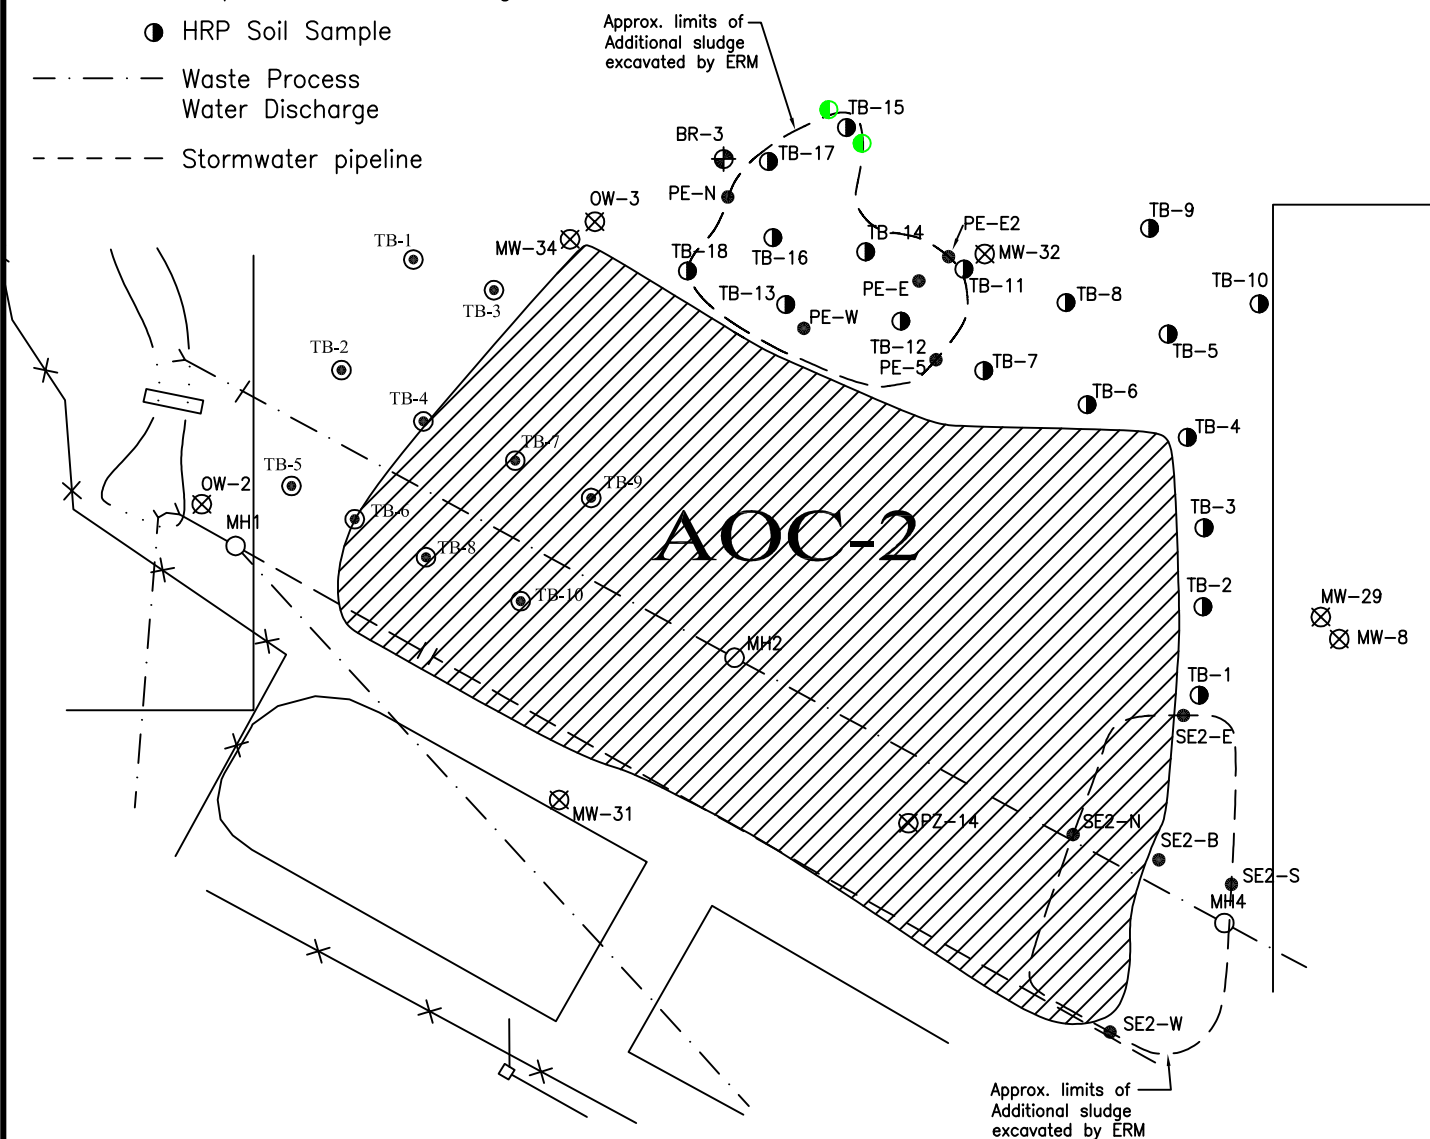 HRP Soil Sample
Waste Process
Water Discharge
Stormwater pipeline
Approx. limits of
Additional sludge
excavated by ERM
TB-15
BR-3
TB-17
PE-N
OW-3
TB-9
TB-1
MW-34
TB-14
PE-E2
MW-32
TB-18
TB-16
TB-11
TB-10
TB-3
TB-13
PE-E
TB-8
PE-W
TB-12
TB-5
TB-2
PE-5
TB-7
TB-6
TB-4
TB-4
TB-7
TB-5
OW-2
TB-9
TB-6
TB-3
MH1
AOC-2
TB-8
TB-10
TB-2
MW-29
MW-8
MH2
TB-1
SE2-E
MW-31
PZ-14
SE2-N
SE2-B
SE2-S
MH4
SE2-W
Approx. limits of
Additional sludge
excavated by ERM